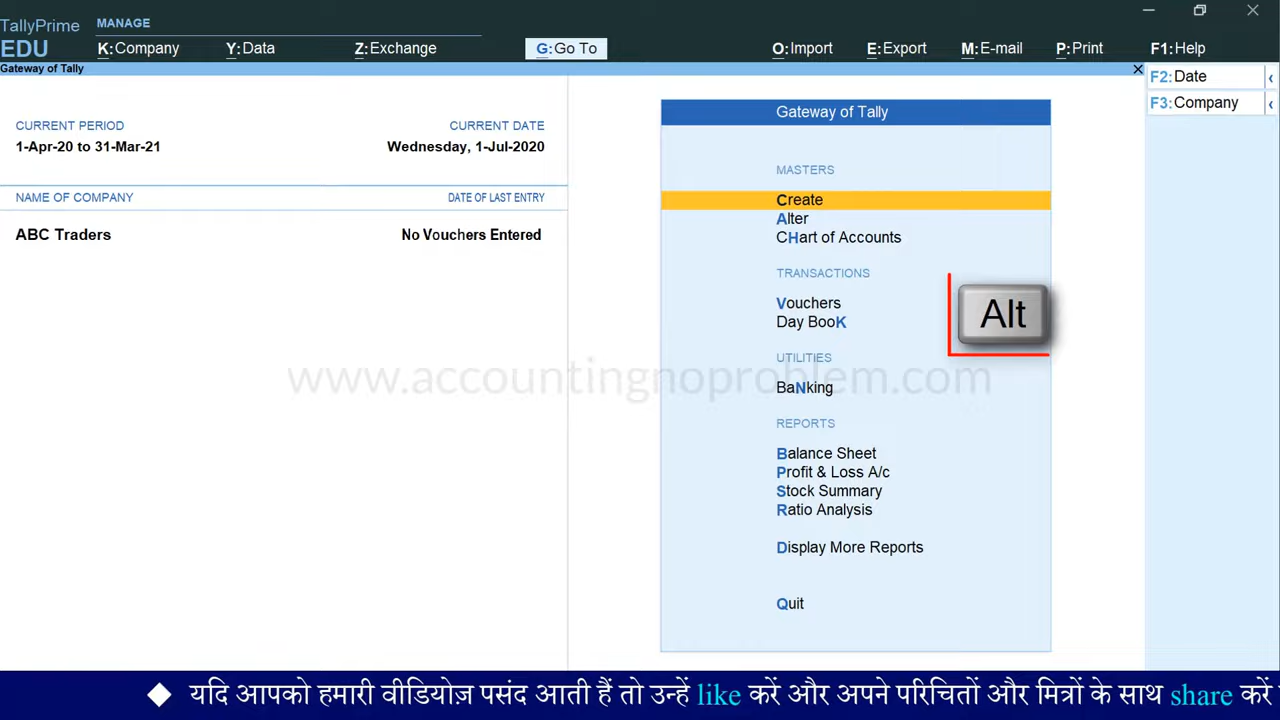 TallyPrime
MANAGE
EDU
K:Company
Y:Data
Z:Exchange
G:Go To
O:Import
E:Export
M:E-mail
P:Print
F1:Help
Gateway of Tally
F2:Date
F3:Company
CURRENT PERIOD
CURRENT DATE
1-Apr-20 to 31-Mar-21
Wednesday, 1-Jul-2020
NAME OF COMPANY
DATE OF LAST ENTRY
ABC Traders
No Vouchers Entered
Gateway of Tally
MASTERS
Create
Alter
CHart of Accounts
TRANSACTIONS
Vouchers
Day BooK
Alt
UTILITIES
BaNking
REPORTS
Balance Sheet
Profit & Loss A/c
Stock Summary
Ratio Analysis
Display More Reports
Quit
www.accountingnoproblem.com
यदि आपको हमारी वीडियोज़ पसंद आती हैं तो उन्हें like करें और अपने परिचितों और मित्रों के साथ share करें